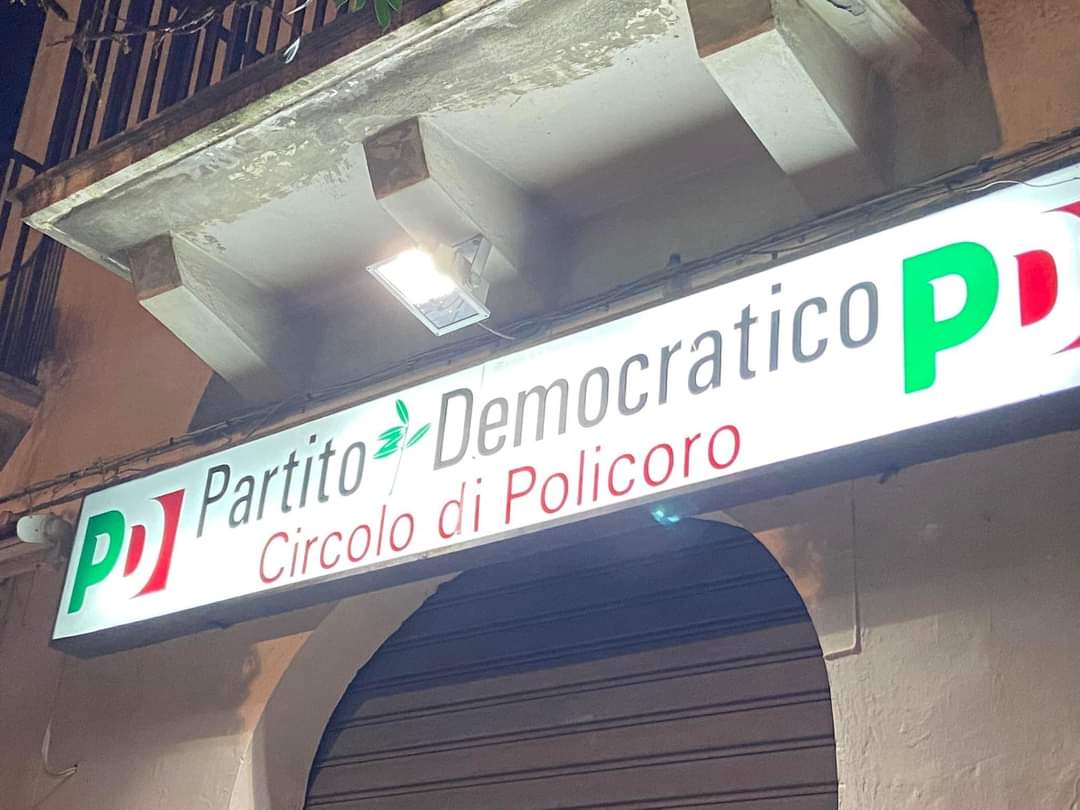 PD Partito Democratico PD
Circolo di Policoro